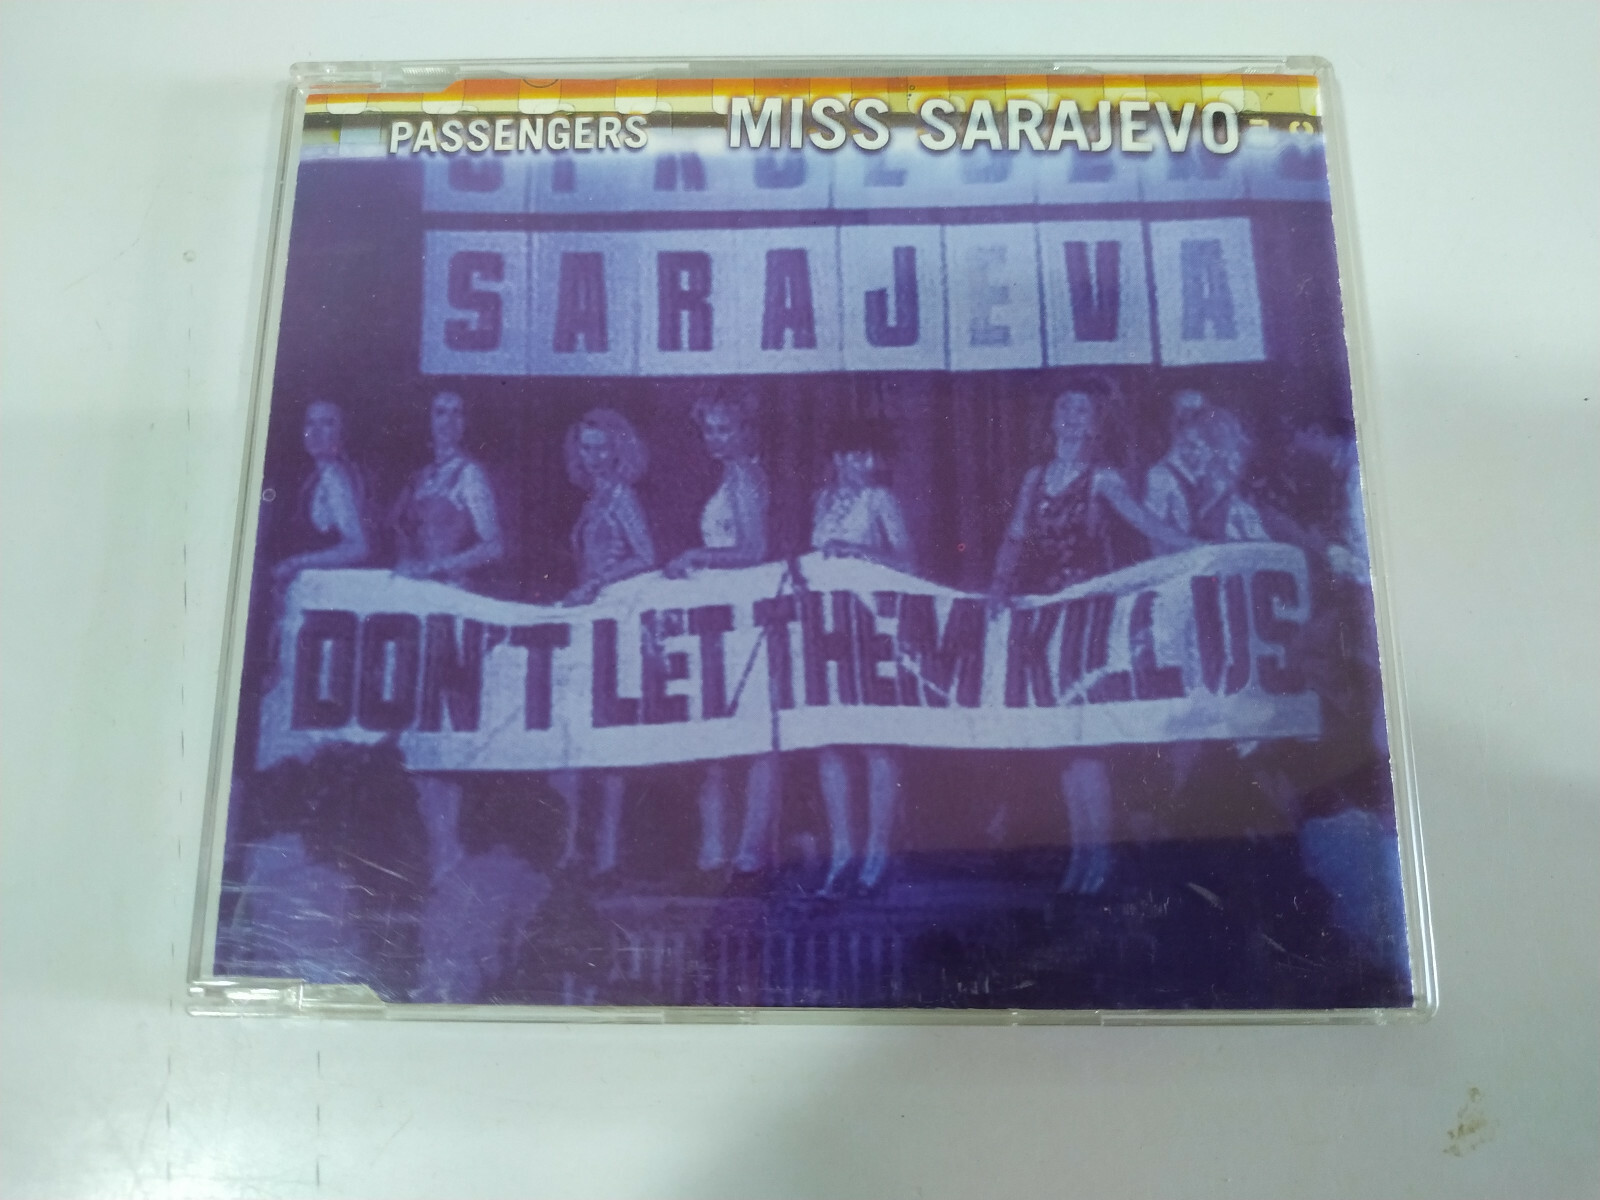 PASSENGERS MISS SARAJEVO
SARAJEVA
DON'T LET THEM KILL US